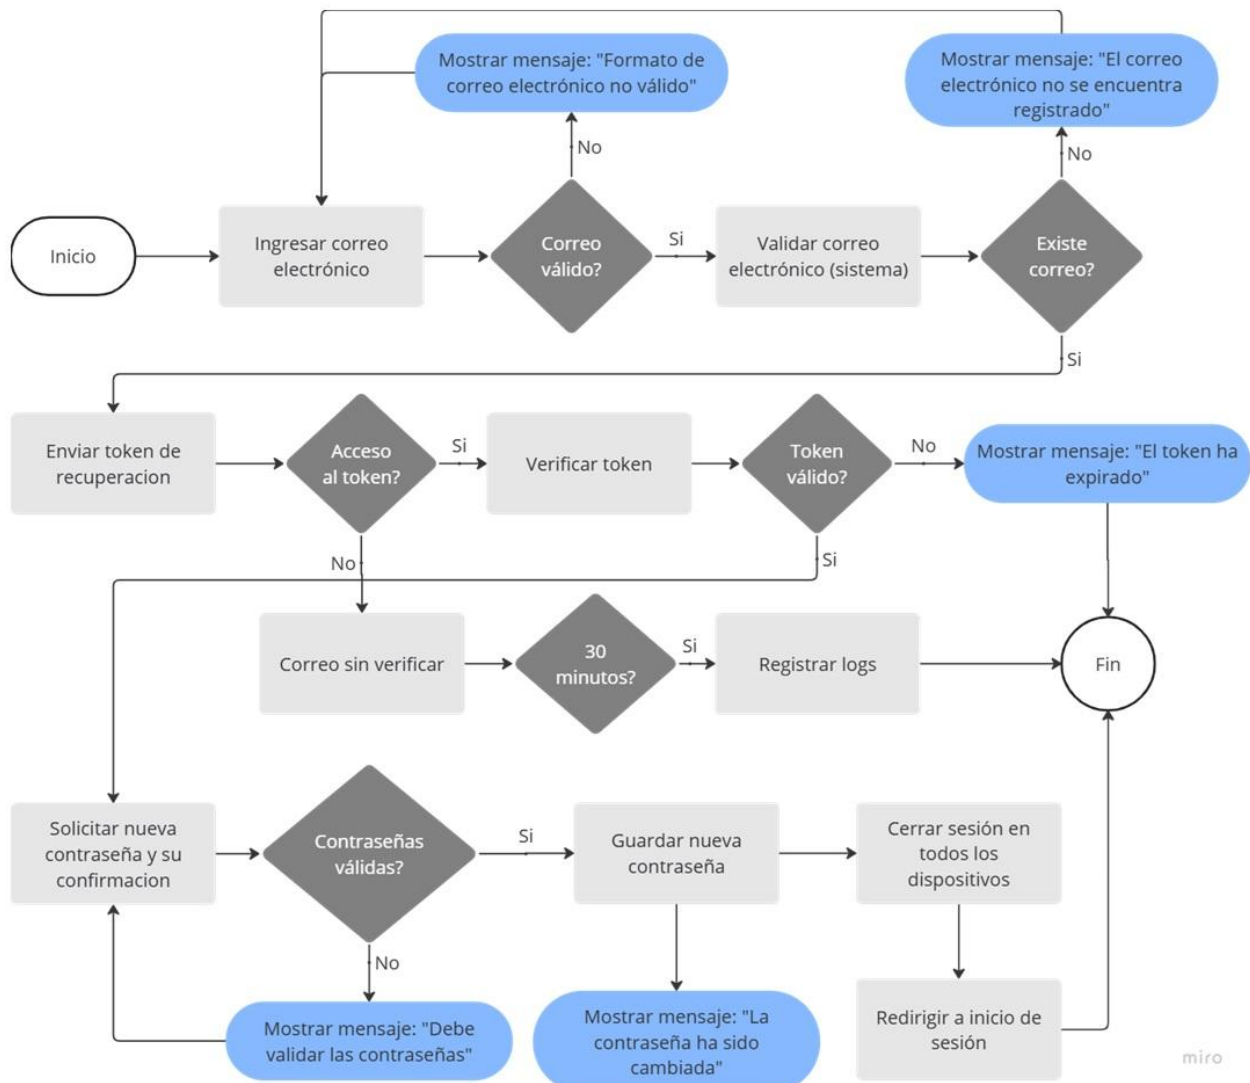 Mostrar mensaje: "Formato de
correo electrónico no válido"
Mostrar mensaje: "El correo
electrónico no se encuentra
registrado"
No
No
Inicio
Ingresar correo
electrónico
Correo
válido?
Si
Validar correo
electrónico (sistema)
Existe
correo?
Si
Enviar token de
recuperacion
Acceso
al token?
Si
Verificar token
Token
válido?
No
Mostrar mensaje: "El token ha
expirado"
No
Si
Correo sin verificar
30
minutos?
Si
Registrar logs
Fin
Solicitar nueva
contraseña y su
confirmacion
Contraseñas
válidas?
Si
Guardar nueva
contraseña
Cerrar sesión en
todos los
dispositivos
No
Mostrar mensaje: "Debe
validar las contraseñas"
Mostrar mensaje: "La
contraseña ha sido
cambiada"
Redirigir a inicio de
sesión
miro